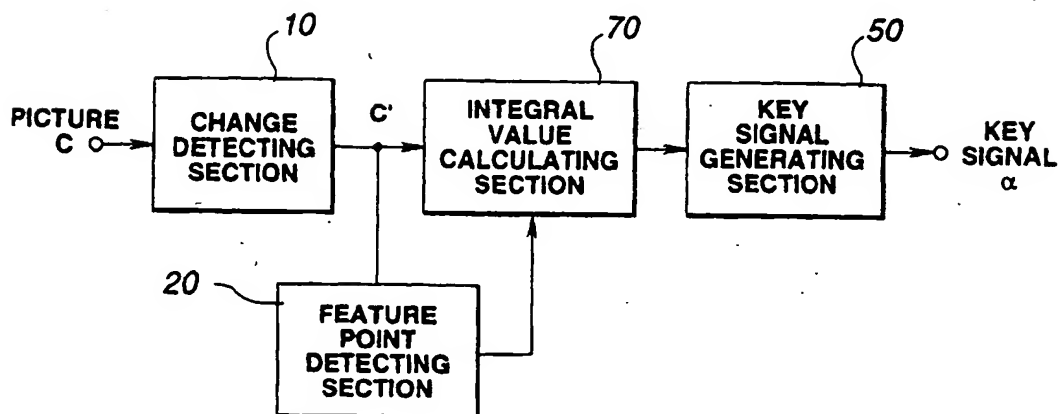 10
70
50
PICTURE
C
CHANGE
DETECTING
SECTION
C'
INTEGRAL
VALUE
CALCULATING
SECTION
KEY
SIGNAL
GENERATING
SECTION
KEY
SIGNAL
α
20
FEATURE
POINT
DETECTING
SECTION